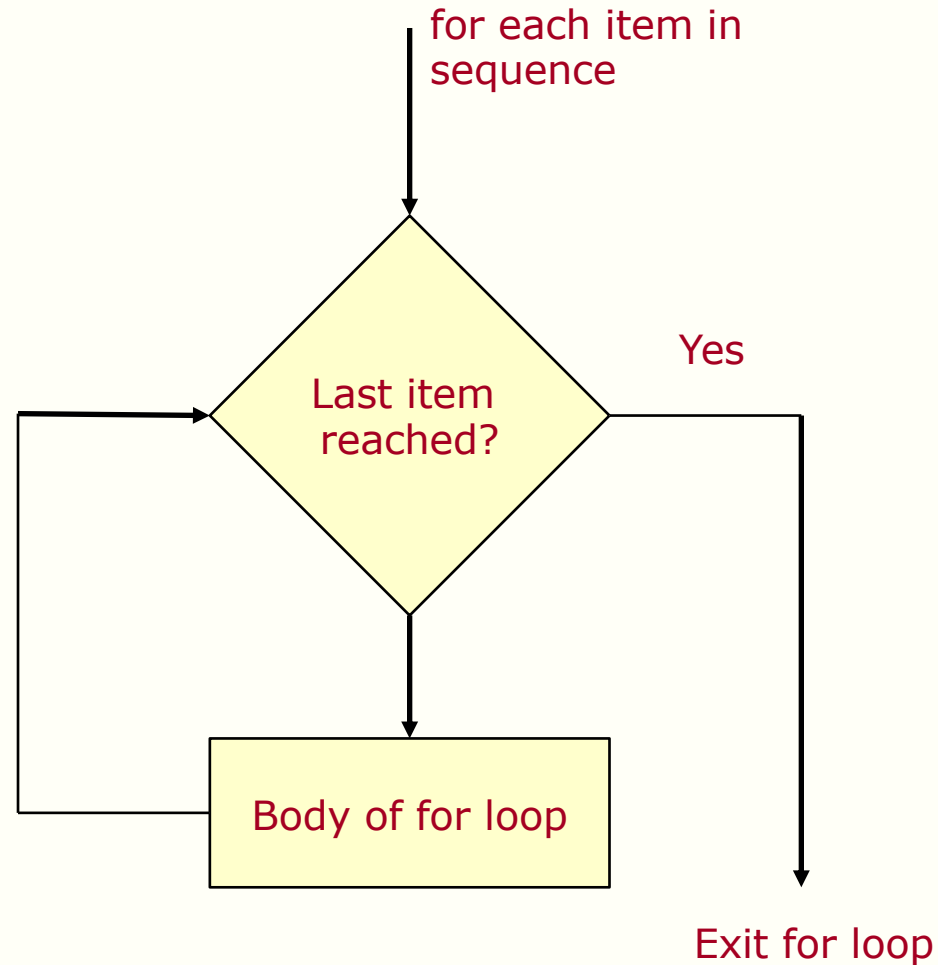 for each item in
sequence
Yes
Last item
reached?
Body of for loop
Exit for loop